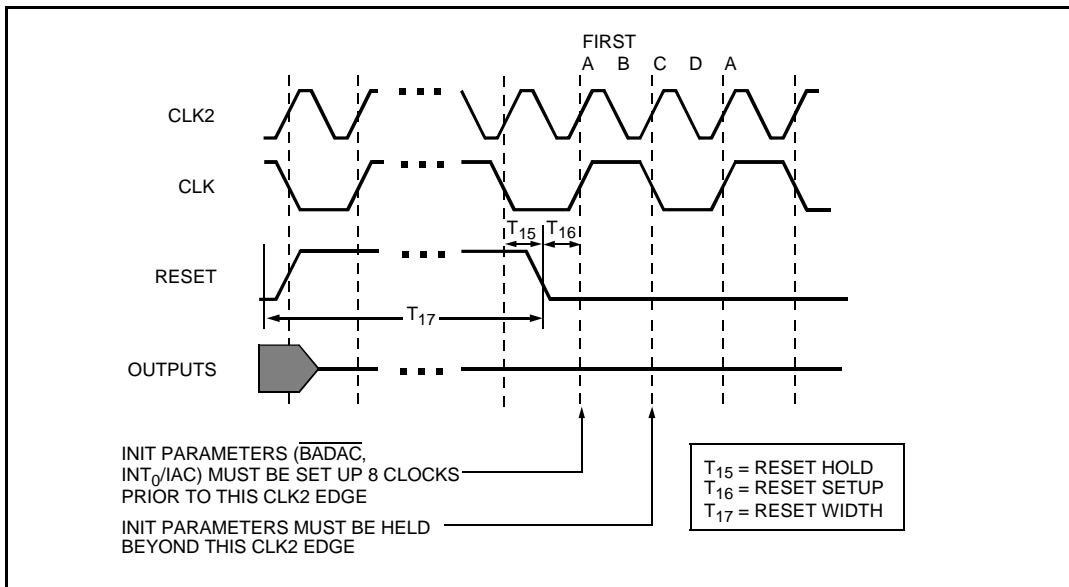 FIRST
A B C D A
CLK2
CLK
T15 T16
RESET
T17
OUTPUTS
INIT PARAMETERS (BADAC,
INT0/IAC) MUST BE SET UP 8 CLOCKS
PRIOR TO THIS CLK2 EDGE
INIT PARAMETERS MUST BE HELD
BEYOND THIS CLK2 EDGE
T15 = RESET HOLD
T16 = RESET SETUP
T17 = RESET WIDTH